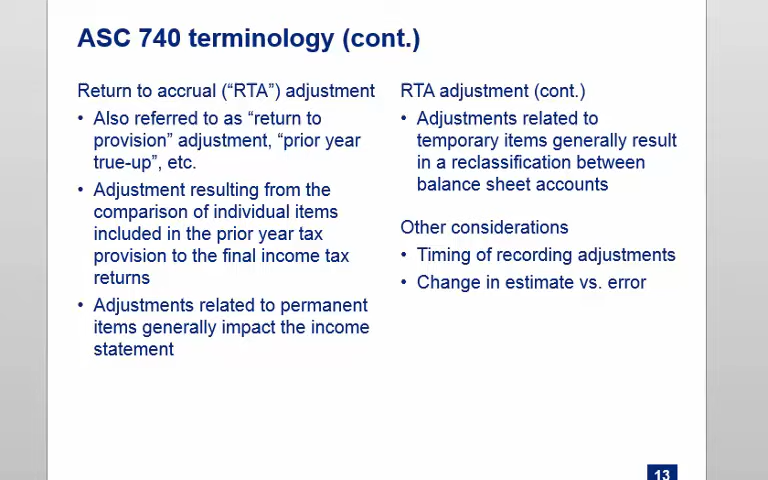 ASC 740 terminology (cont.)
Return to accrual (“RTA”) adjustment
• Also referred to as “return to
provision” adjustment, “prior year
true-up”, etc.
• Adjustment resulting from the
comparison of individual items
included in the prior year tax
provision to the final income tax
returns
• Adjustments related to permanent
items generally impact the income
statement
RTA adjustment (cont.)
• Adjustments related to
temporary items generally result
in a reclassification between
balance sheet accounts
Other considerations
• Timing of recording adjustments
• Change in estimate vs. error
13